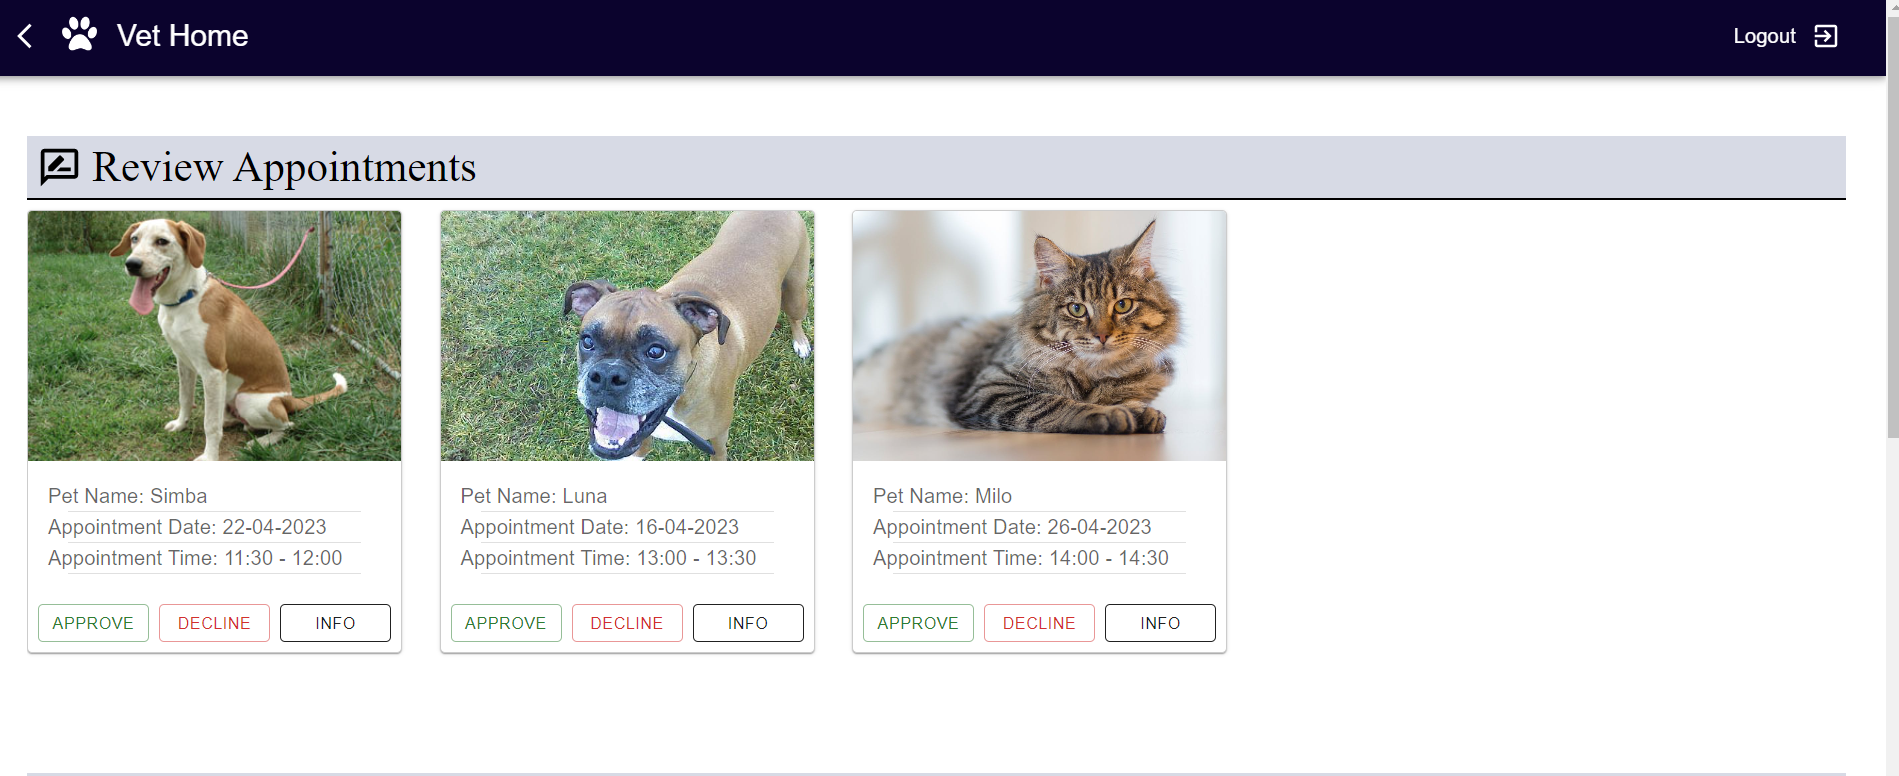 Vet Home
Logout
Review Appointments
Pet Name: Simba
Appointment Date: 22-04-2023
Appointment Time: 11:30 - 12:00
APPROVE DECLINE INFO
Pet Name: Luna
Appointment Date: 16-04-2023
Appointment Time: 13:00 - 13:30
APPROVE DECLINE INFO
Pet Name: Milo
Appointment Date: 26-04-2023
Appointment Time: 14:00 - 14:30
APPROVE DECLINE INFO